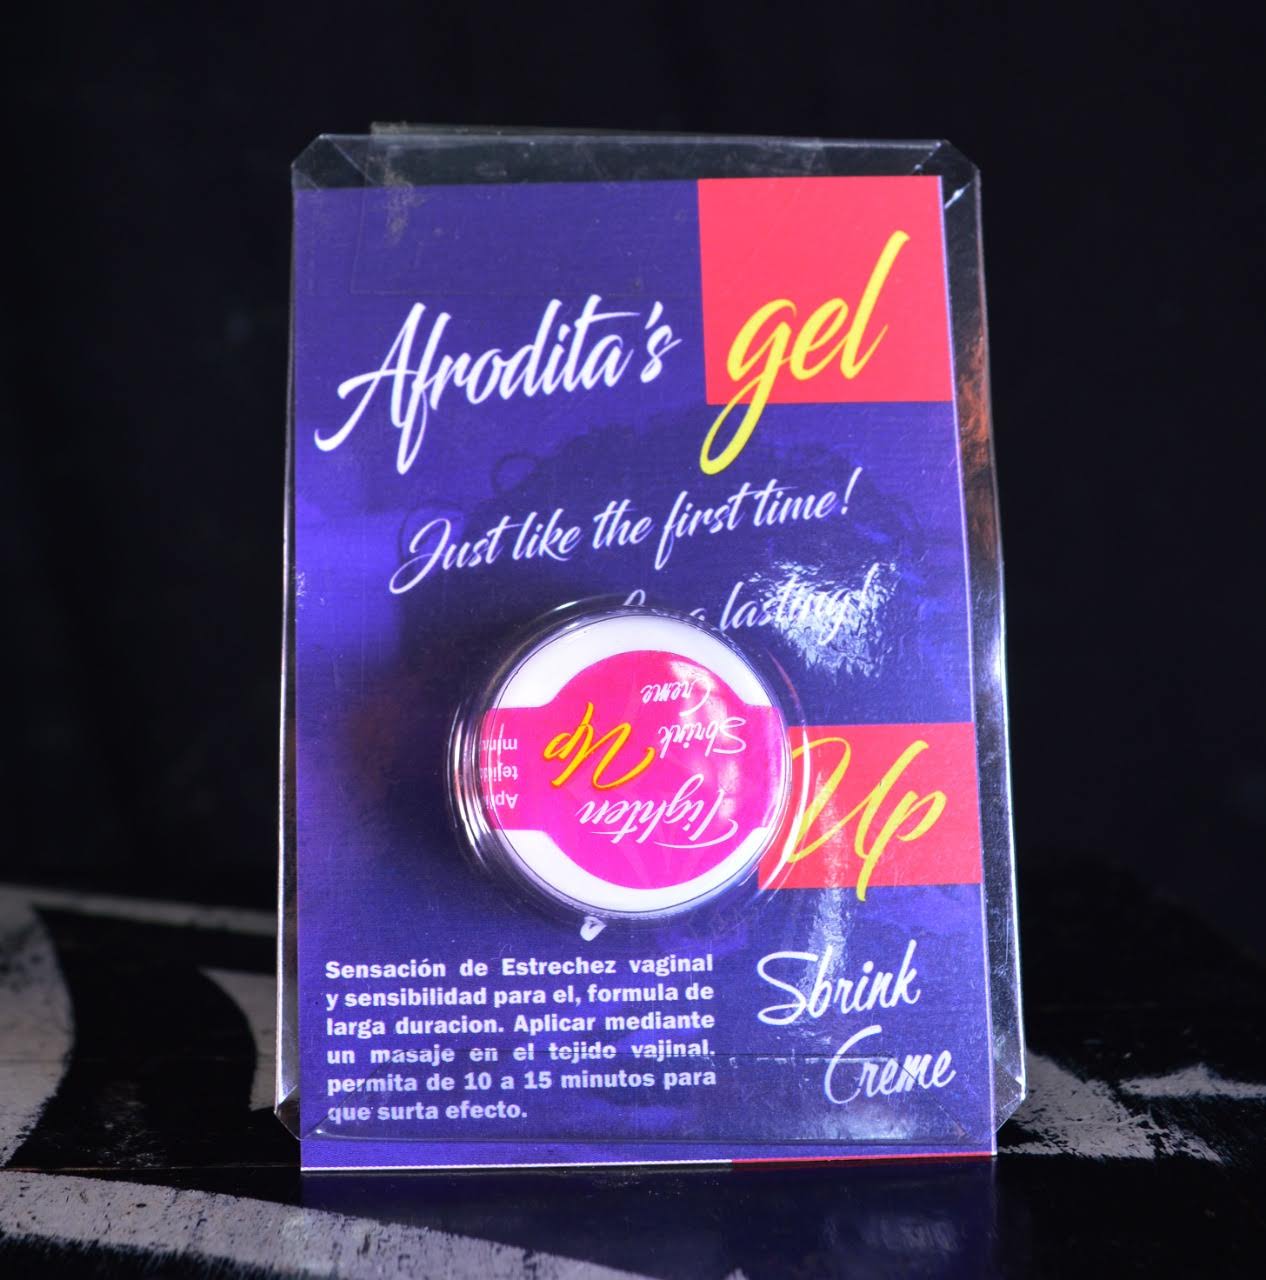 Afrodita's gel
Just like the first time!
lasting!
Tighten
Up
Sbrink
Creme
Up
Sbrink
Creme
Sensación de Estrechez vaginal
y sensibilidad para el, formula de
larga duracion. Aplicar mediante
un masaje en el tejido vajinal.
permita de 10 a 15 minutos para
que surta efecto.